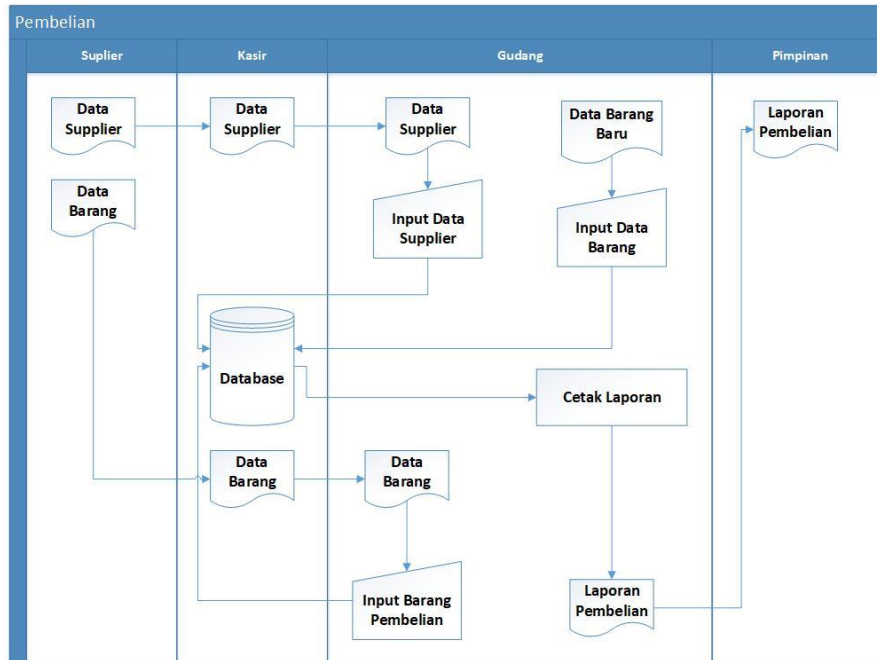 Pembelian
Suplier
Kasir
Gudang
Pimpinan
Data
Supplier
Data
Supplier
Data
Supplier
Data Barang
Baru
Laporan
Pembelian
Data
Barang
Input Data
Supplier
Input Data
Barang
Database
Cetak Laporan
Data
Barang
Data
Barang
Input Barang
Pembelian
Laporan
Pembelian